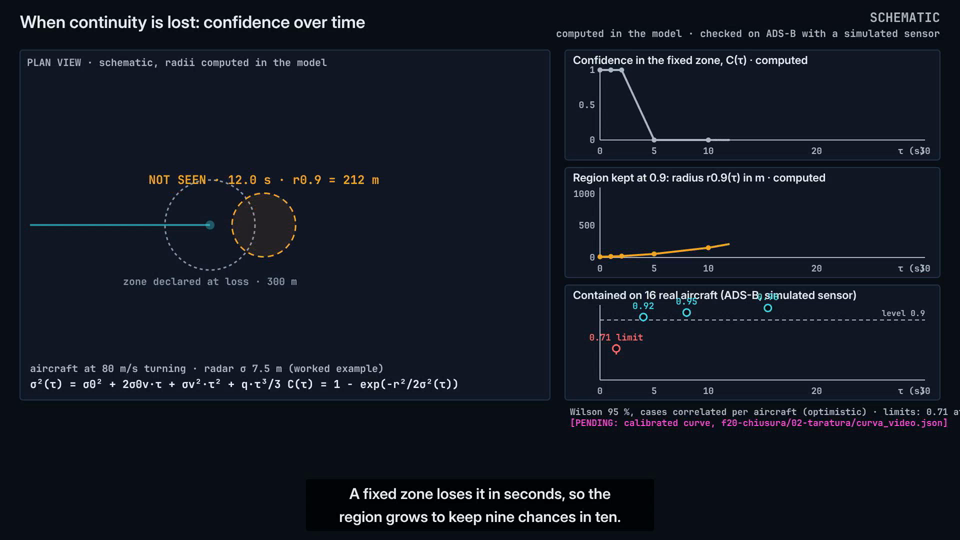 When continuity is lost: confidence over time
SCHEMATIC
computed in the model · checked on ADS-B with a simulated sensor
PLAN VIEW · schematic, radii computed in the model
NOT SEEN · 12.0 s · r0.9 = 212 m
zone declared at loss · 300 m
aircraft at 80 m/s turning · radar σ 7.5 m (worked example)
σ²(τ) = σ0² + 2σ0v·τ + σv²·τ² + q·τ³/3 C(τ) = 1 - exp(-r²/2σ²(τ))
Confidence in the fixed zone, C(τ) · computed
1
0.5
0
0 5 10 20 τ (s) 30
Region kept at 0.9: radius r0.9(τ) in m · computed
1000
500
0
0 5 10 20 τ (s) 30
Contained on 16 real aircraft (ADS-B, simulated sensor)
0.92 0.95
level 0.9
0.71 limit
0 5 10 20 τ (s) 30
Wilson 95 %, cases correlated per aircraft (optimistic) · limits: 0.71
[PENDING: calibrated curve, f20-chiusura/02-taratura/curva_video.json]
A fixed zone loses it in seconds, so the
region grows to keep nine chances in ten.